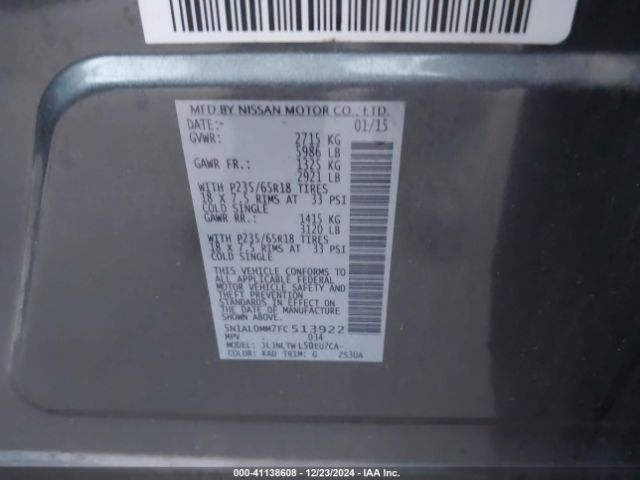 MFD.BY NISSAN MOTOR CO., LTD.
DATE: 01/15
GVWR: 2715 KG
5986 LB
GAWR FR.: 1325 KG
2921 LB
WITH P235/65R18 TIRES
18 X 7.5 RIMS AT 33 PSI
COLD SINGLE
GAWR RR.: 1415 KG
3120 LB
WITH P235/65R18 TIRES
18 X 7.5 RIMS AT 33 PSI
COLD SINGLE
THIS VEHICLE CONFORMS TO
ALL APPLICABLE FEDERAL
MOTOR VEHICLE SAFETY AND
THEFT PREVENTION
STANDARDS IN EFFECT ON
THE DATE OF MANUFACTURE
SHOWN ABOVE.
5N1AL0MM7FC513922
MPV 034
MODEL: JLJNLTWL50EU7CA-
COLOR: KAD TRIM: G 2S30A
000-41138608 - 12/23/2024 - IAA Inc.